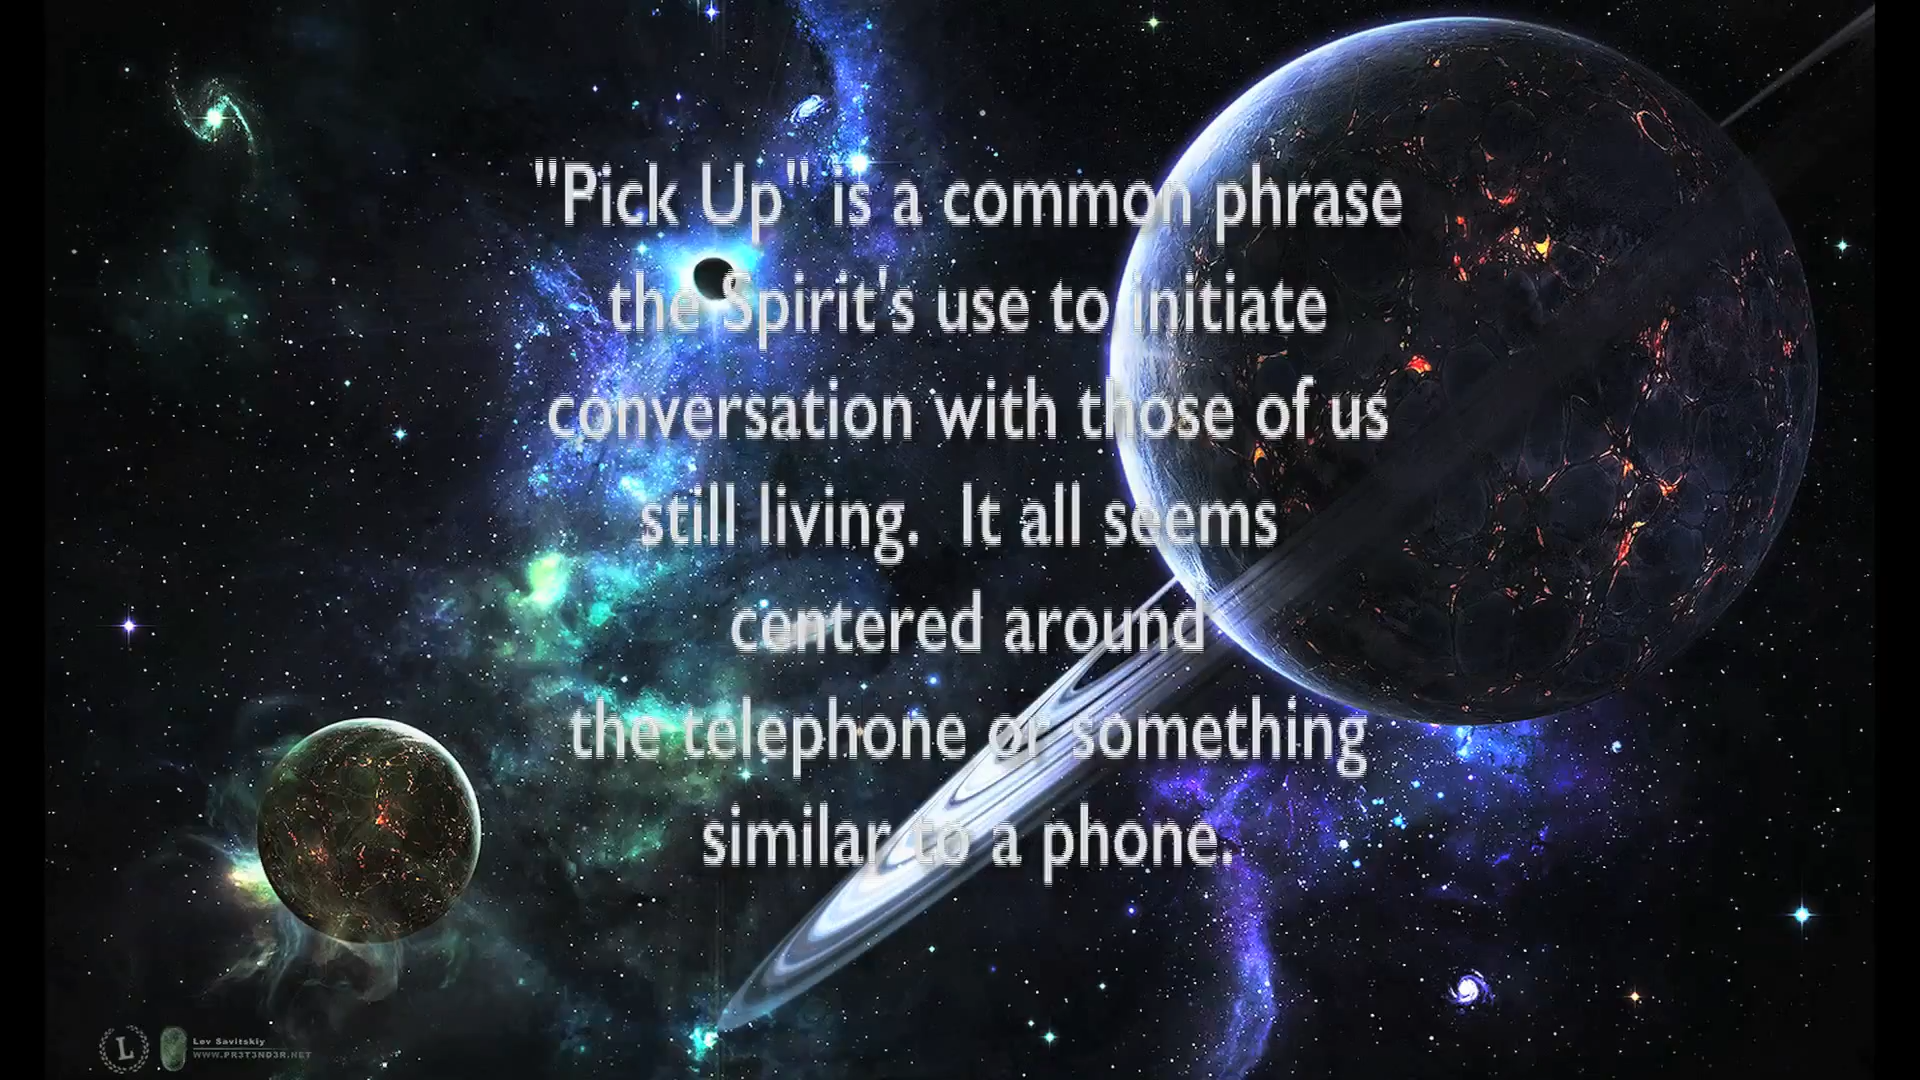 "Pick Up" is a common phrase
the Spirit's use to initiate
conversation with those of us
still living.  It all seems
centered around
the telephone or something
similar to a phone.
L
Lev Savitskiy
WWW.PR3T3ND3R.NET